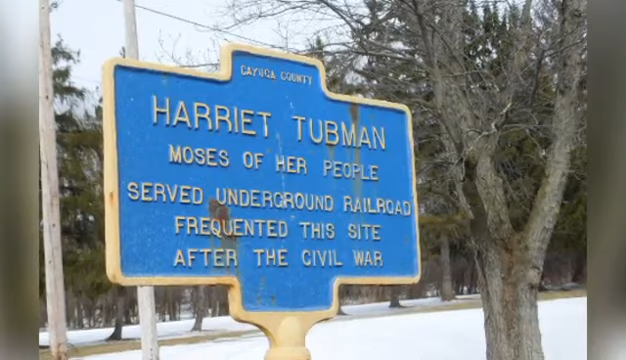 CAYUGA COUNTY
HARRIET TUBMAN
MOSES OF HER PEOPLE
SERVED UNDERGROUND RAILROAD
FREQUENTED THIS SITE
AFTER THE CIVIL WAR